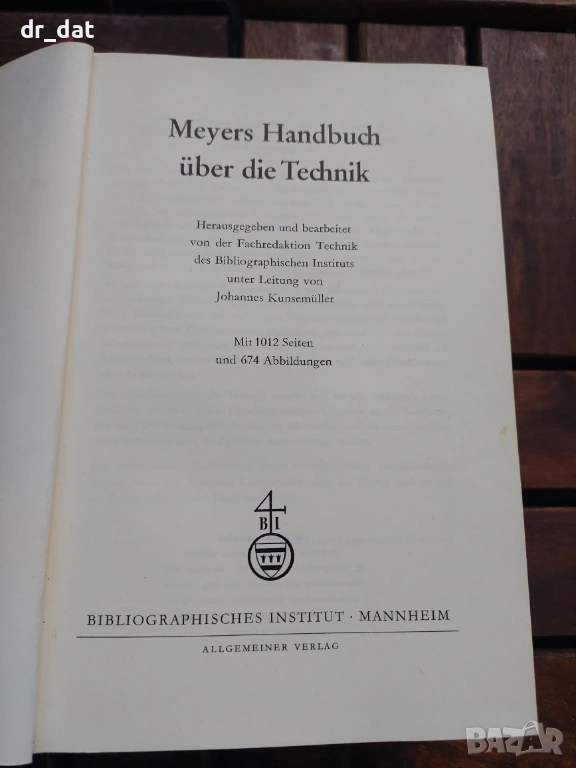 dr_dat
Meyers Handbuch
über die Technik
Herausgegeben und bearbeitet
von der Fachredaktion Technik
des Bibliographischen Instituts
unter Leitung von
Johannes Kunsemüller
Mit 1012 Seiten
und 674 Abbildungen
B I
BIBLIOGRAPHISCHES INSTITUT · MANNHEIM
ALLGEMEINER VERLAG
BAZAR